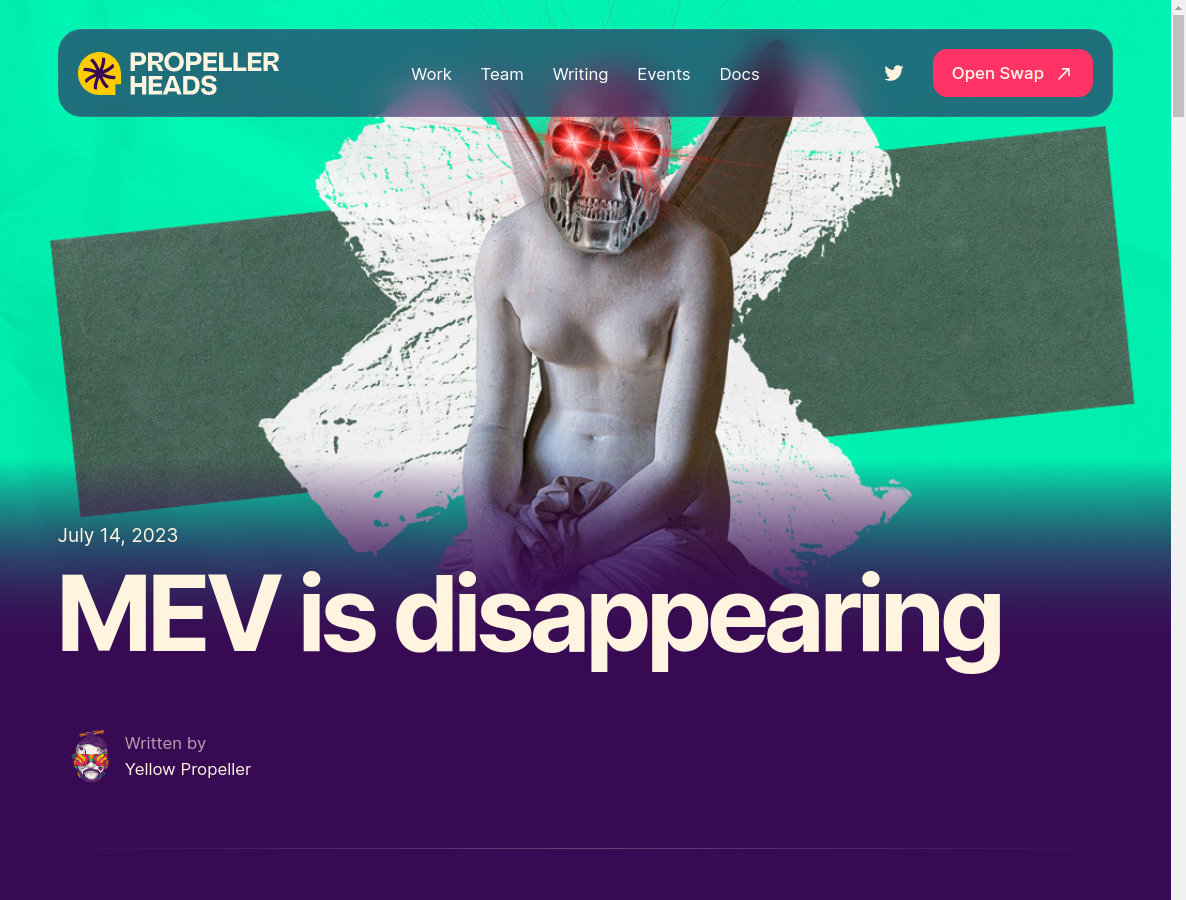 PROPELLER
HEADS
Work
Team
Writing
Events
Docs
Open Swap
July 14, 2023
MEV is disappearing
Written by
Yellow Propeller